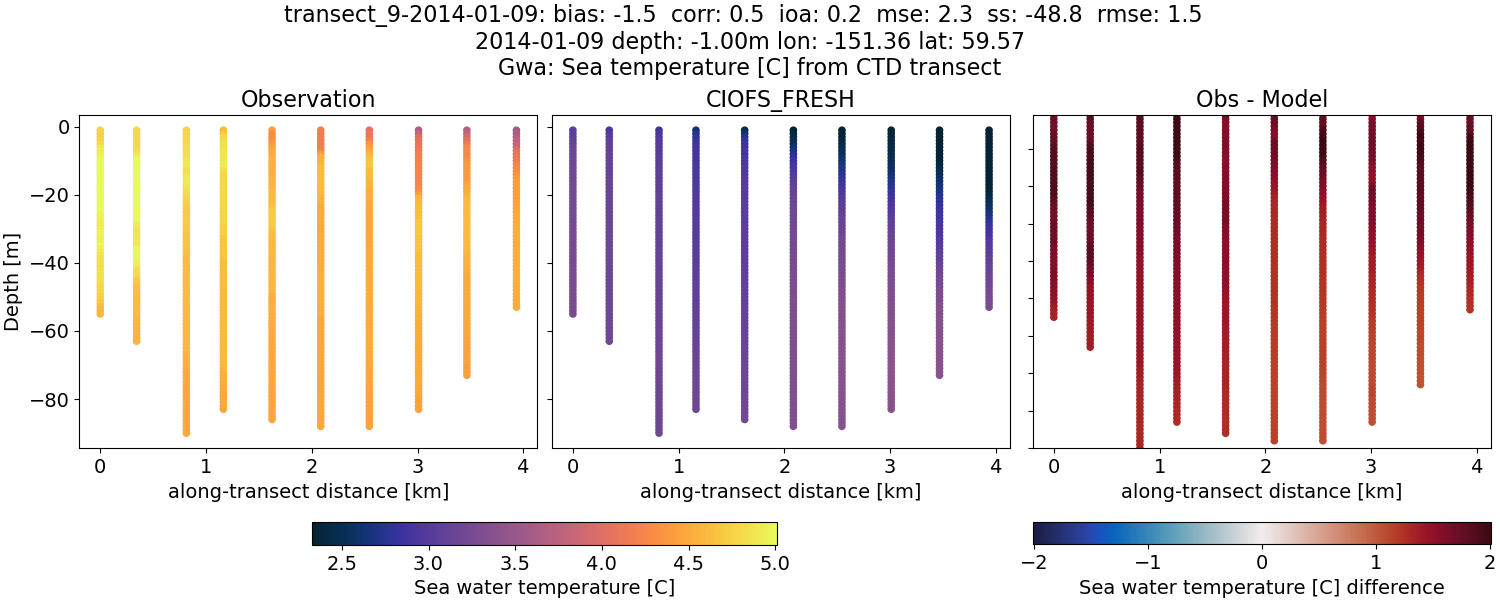 transect_9-2014-01-09: bias: -1.5  corr: 0.5  ioa: 0.2  mse: 2.3  ss: -48.8  rmse: 1.5
2014-01-09 depth: -1.00m lon: -151.36 lat: 59.57
Gwa: Sea temperature [C] from CTD transect
Observation
CIOFS_FRESH
Obs - Model
Depth [m]
0
−20
−40
−60
−80
0 1 2 3 4
0 1 2 3 4
0 1 2 3 4
along-transect distance [km]
along-transect distance [km]
along-transect distance [km]
2.5 3.0 3.5 4.0 4.5 5.0
Sea water temperature [C]
−2 −1 0 1 2
Sea water temperature [C] difference